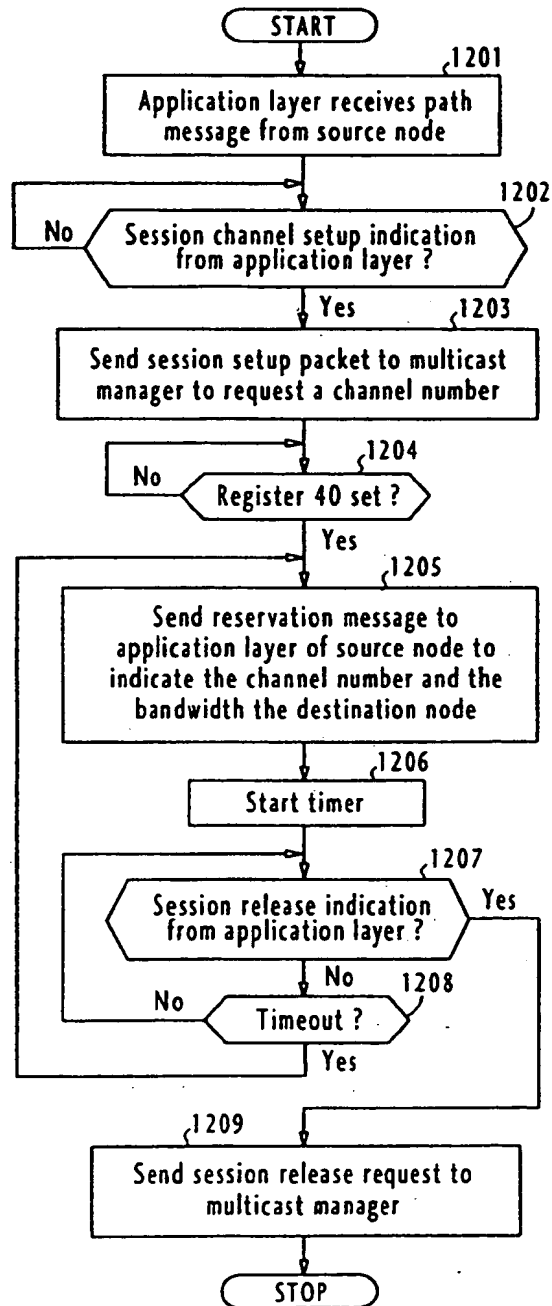 START
1201
Application layer receives path
message from source node
1202
No
Session channel setup indication
from application layer ?
Yes
1203
Send session setup packet to multicast
manager to request a channel number
1204
No
Register 40 set ?
Yes
1205
Send reservation message to
application layer of source node to
indicate the channel number and the
bandwidth the destination node
1206
Start timer
1207
Session release indication
from application layer ?
Yes
No
1208
No
Timeout ?
Yes
1209
Send session release request to
multicast manager
STOP